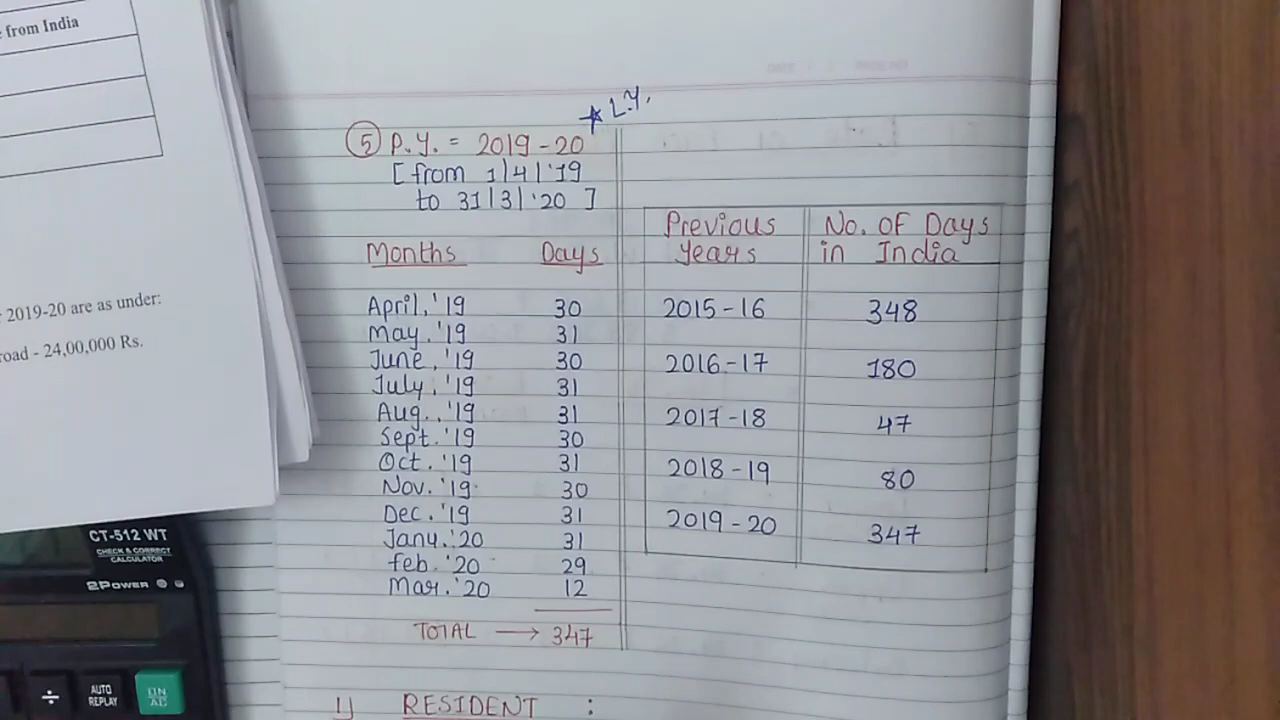 from India
2019-20 are as under:
road - 24,00,000 Rs.
★ L.Y.
⑤ P.Y. = 2019-20
[from 1|4|'19
to 31|3|'20]
Months Days
April.'19 30
May.'19 31
June.'19 30
July.'19 31
Aug..'19 31
Sept.'19 30
Oct.'19 31
Nov.'19 30
Dec.'19 31
Jany.'20 31
feb.'20 29
Mar.'20 12
TOTAL → 347
Previous Years No. of Days in India
2015-16 348
2016-17 180
2017-18 47
2018-19 80
2019-20 347
1) RESIDENT :
CT-512 WT
CHECK & CORRECT
CALCULATOR
2POWER
÷ AUTO REPLAY ON AC